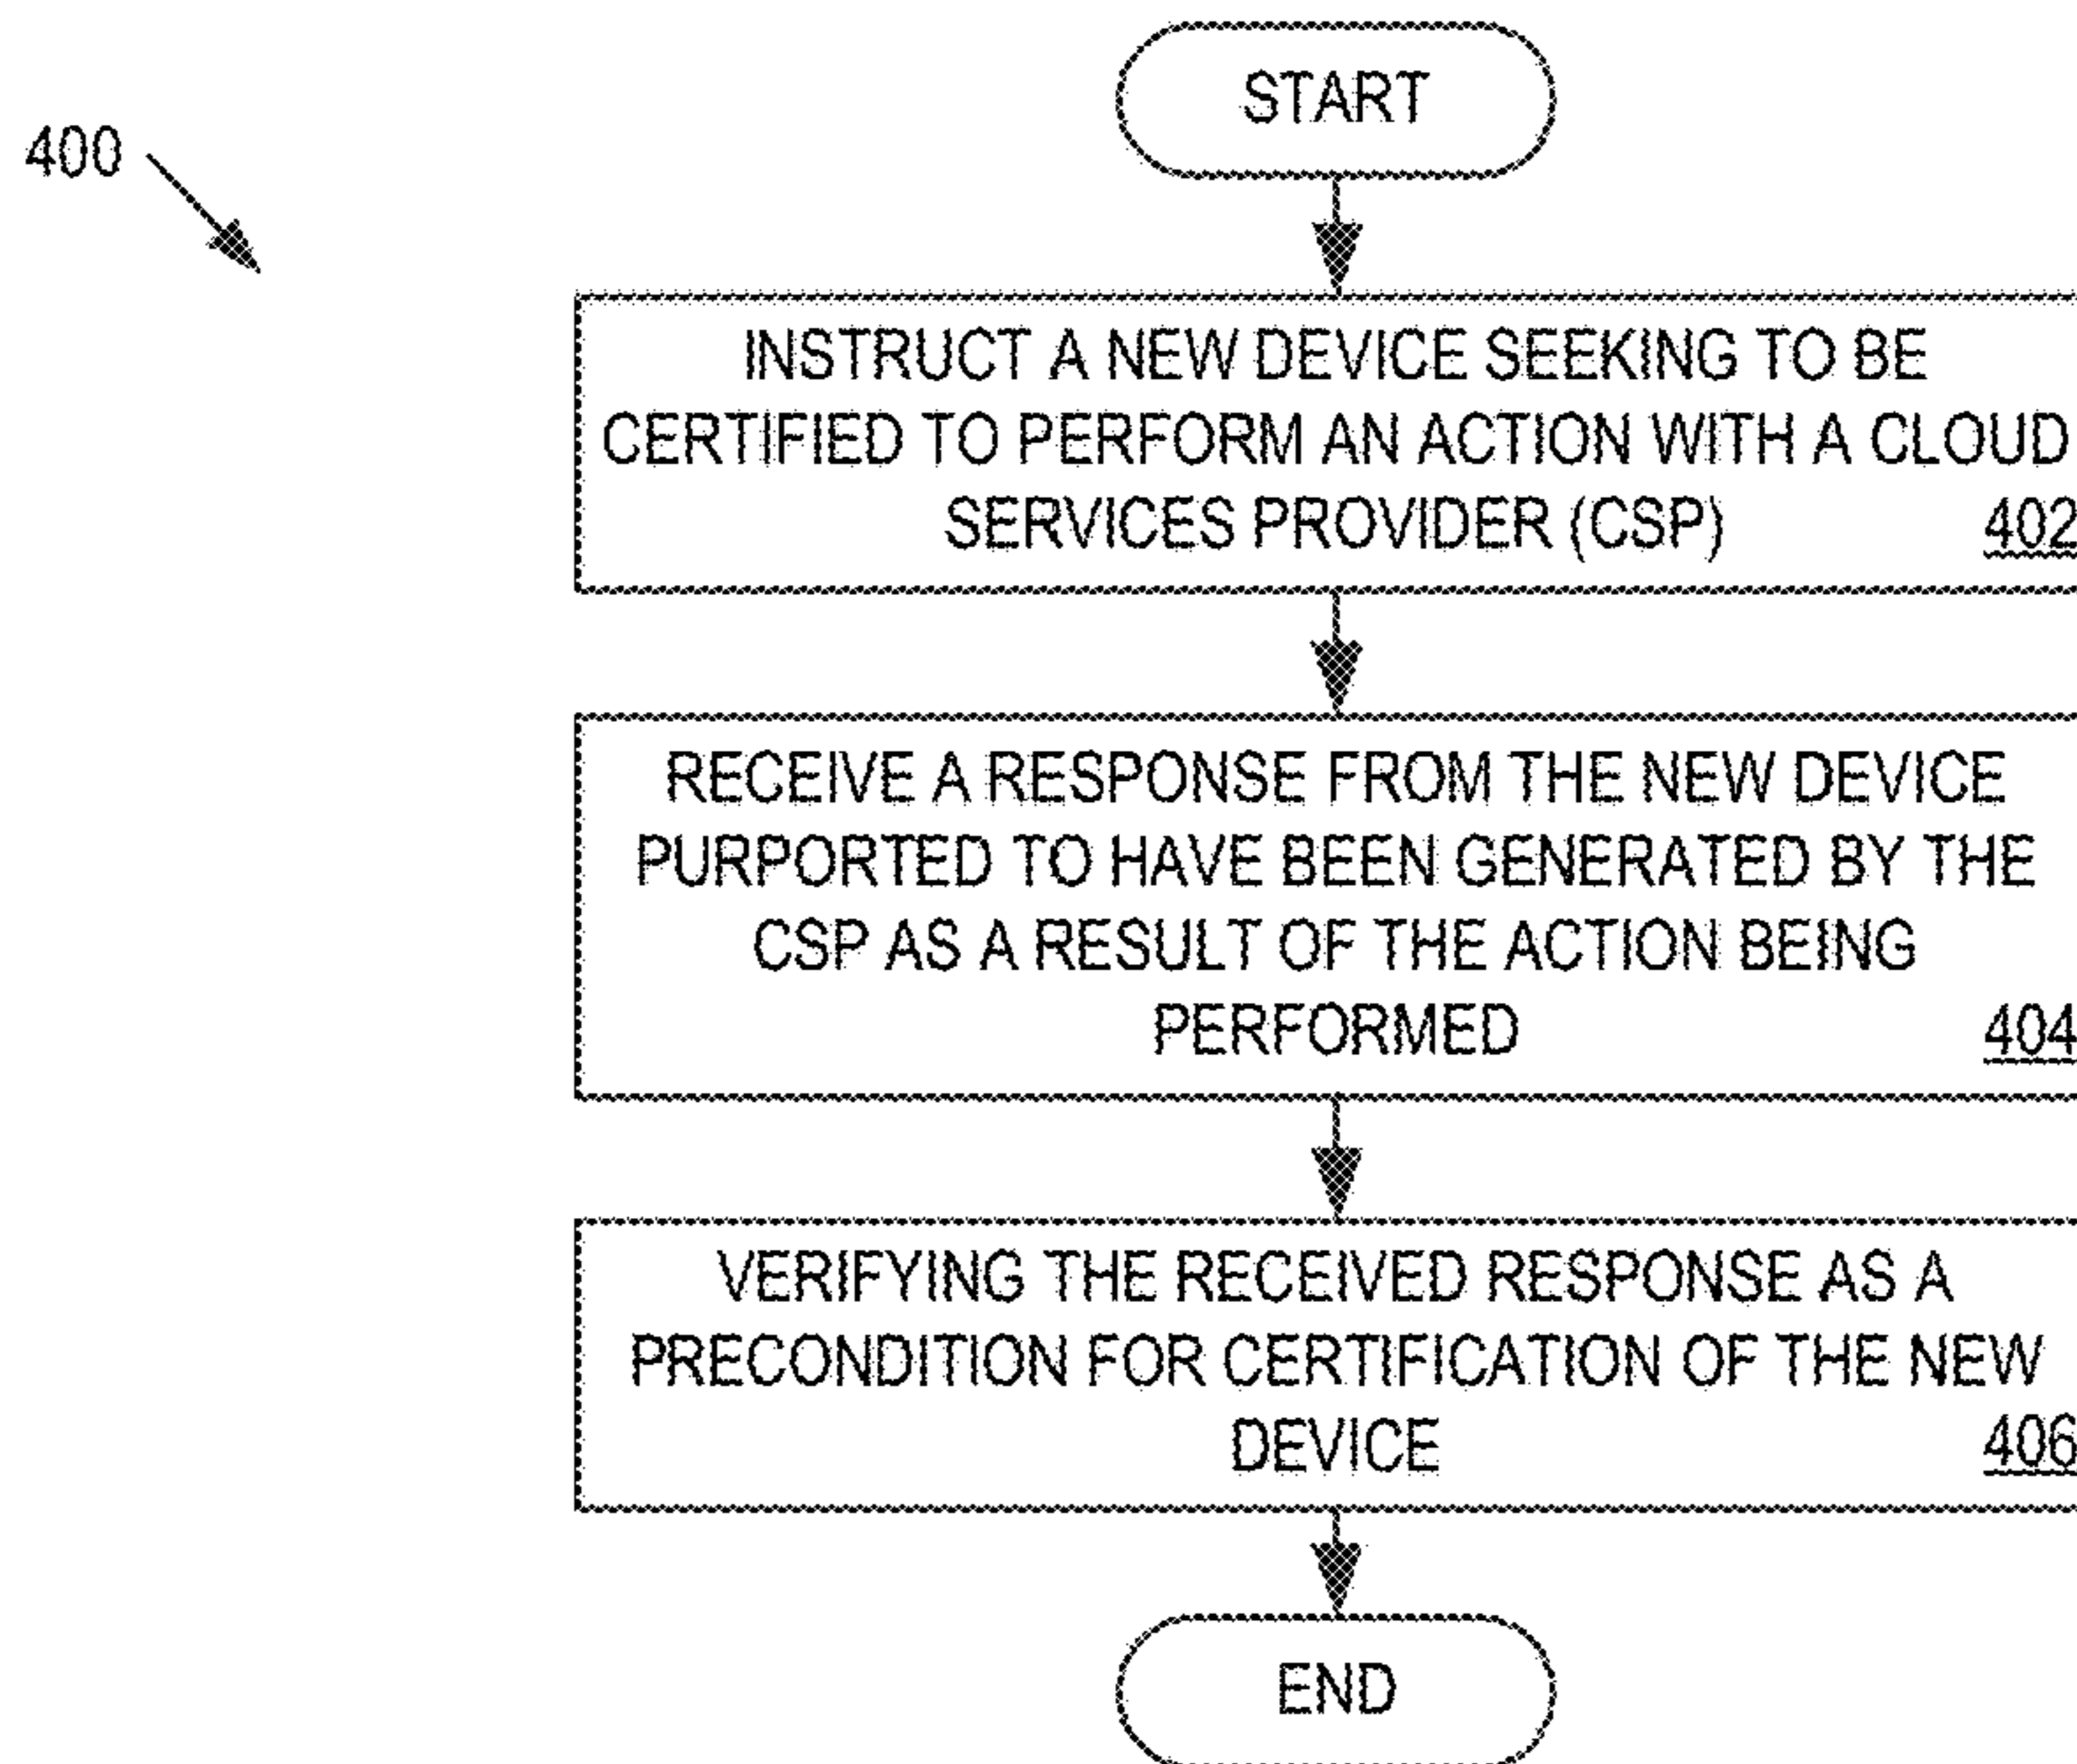 START
400
INSTRUCT A NEW DEVICE SEEKING TO BE
CERTIFIED TO PERFORM AN ACTION WITH A CLOUD
SERVICES PROVIDER (CSP) 402
RECEIVE A RESPONSE FROM THE NEW DEVICE
PURPORTED TO HAVE BEEN GENERATED BY THE
CSP AS A RESULT OF THE ACTION BEING
PERFORMED 404
VERIFYING THE RECEIVED RESPONSE AS A
PRECONDITION FOR CERTIFICATION OF THE NEW
DEVICE 406
END